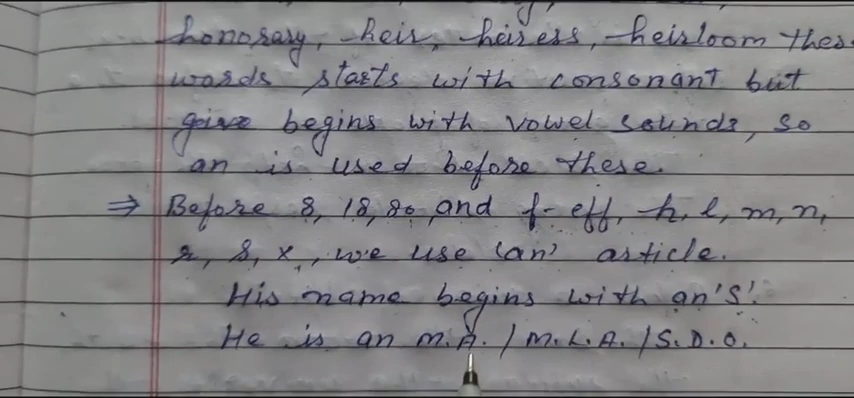 honorary, heir, heiress, heirloom thes
words starts with consonant but
give begins with vowel sounds, so
an is used before these.
⇒ Before 8, 18, 80 and f- eff, h, l, m, n,
r, s, x, we use (an) article.
His name begins with an 'S'.
He is an M.A. / M.L.A. / S.D.O.